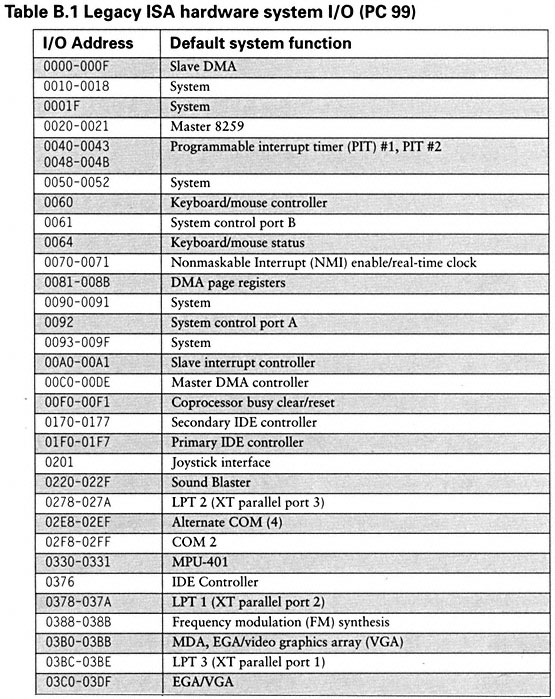 Table B.1 Legacy ISA hardware system I/O (PC 99)
I/O Address Default system function
0000-000F Slave DMA
0010-0018 System
0001F System
0020-0021 Master 8259
0040-0043 Programmable interrupt timer (PIT) #1, PIT #2
0048-004B
0050-0052 System
0060 Keyboard/mouse controller
0061 System control port B
0064 Keyboard/mouse status
0070-0071 Nonmaskable Interrupt (NMI) enable/real-time clock
0081-008B DMA page registers
0090-0091 System
0092 System control port A
0093-009F System
00A0-00A1 Slave interrupt controller
00C0-00DE Master DMA controller
00F0-00F1 Coprocessor busy clear/reset
0170-0177 Secondary IDE controller
01F0-01F7 Primary IDE controller
0201 Joystick interface
0220-022F Sound Blaster
0278-027A LPT 2 (XT parallel port 3)
02E8-02EF Alternate COM (4)
02F8-02FF COM 2
0330-0331 MPU-401
0376 IDE Controller
0378-037A LPT 1 (XT parallel port 2)
0388-038B Frequency modulation (FM) synthesis
03B0-03BB MDA, EGA/video graphics array (VGA)
03BC-03BE LPT 3 (XT parallel port 1)
03C0-03DF EGA/VGA